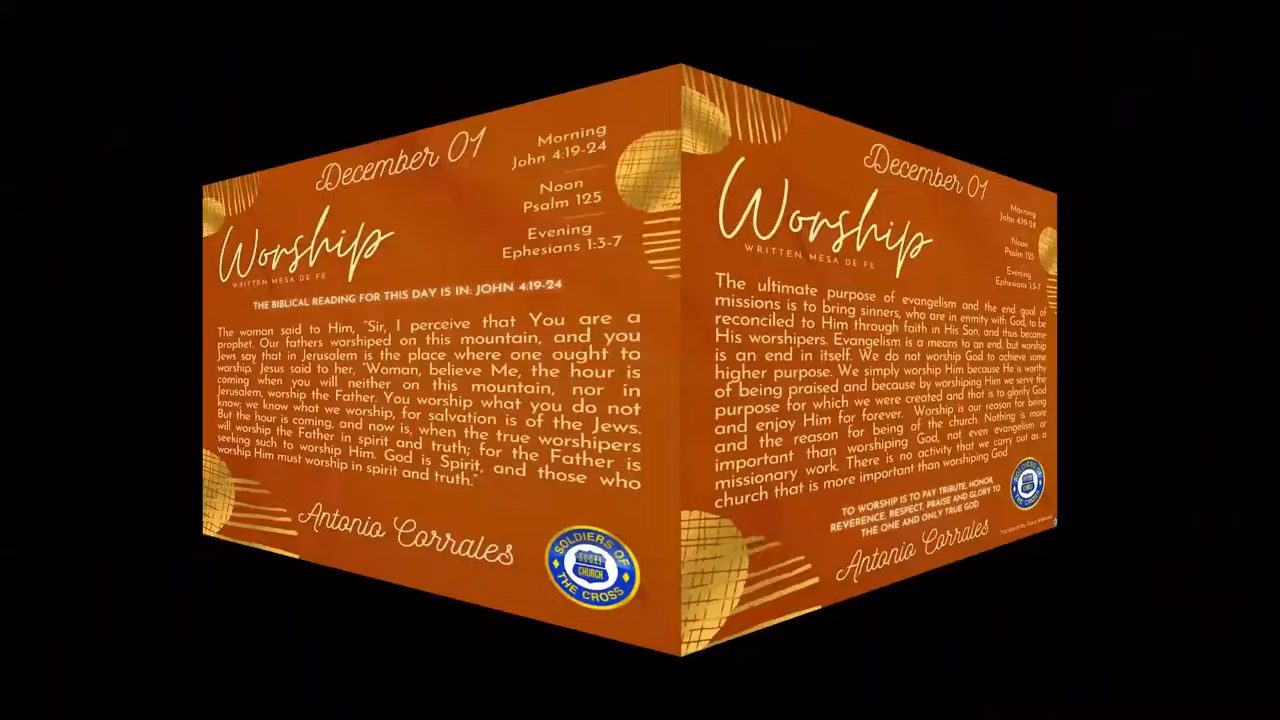 December 01
Morning
John 4:19-24
Noon
Psalm 125
Evening
Ephesians 1:3-7
Worship
WRITTEN MESA DE FE
THE BIBLICAL READING FOR THIS DAY IS IN: JOHN 4:19-24
The woman said to Him, "Sir, I perceive that You are a
prophet. Our fathers worshiped on this mountain, and you
Jews say that in Jerusalem is the place where one ought to
worship." Jesus said to her, "Woman, believe Me, the hour is
coming when you will neither on this mountain, nor in
Jerusalem, worship the Father. You worship what you do not
know; we know what we worship, for salvation is of the Jews.
But the hour is coming, and now is, when the true worshipers
will worship the Father in spirit and truth; for the Father is
seeking such to worship Him. God is Spirit, and those who
worship Him must worship in spirit and truth."
Antonio Corrales
SOLDIERS OF
CHURCH
THE CROSS
December 01
Morning
John 4:19-24
Noon
Psalm 125
Evening
Ephesians 1:3-7
Worship
WRITTEN MESA DE FE
The ultimate purpose of evangelism and the end goal of
missions is to bring sinners, who are in enmity with God, to be
reconciled to Him through faith in His Son, and thus become
His worshipers. Evangelism is a means to an end, but worship
is an end in itself. We do not worship God to achieve some
higher purpose. We simply worship Him because He is worthy
of being praised and because by worshiping Him we serve the
purpose for which we were created and that is to glorify God
and enjoy Him for forever. Worship is our reason for being
and the reason for being of the church. Nothing is more
important than worshiping God, not even evangelism or
missionary work. There is no activity that we carry out as a
church that is more important than worshiping God
TO WORSHIP IS TO PAY TRIBUTE, HONOR,
REVERENCE, RESPECT, PRAISE AND GLORY TO
THE ONE AND ONLY TRUE GOD
Antonio Corrales
SOLDIERS OF
CHURCH
THE CROSS